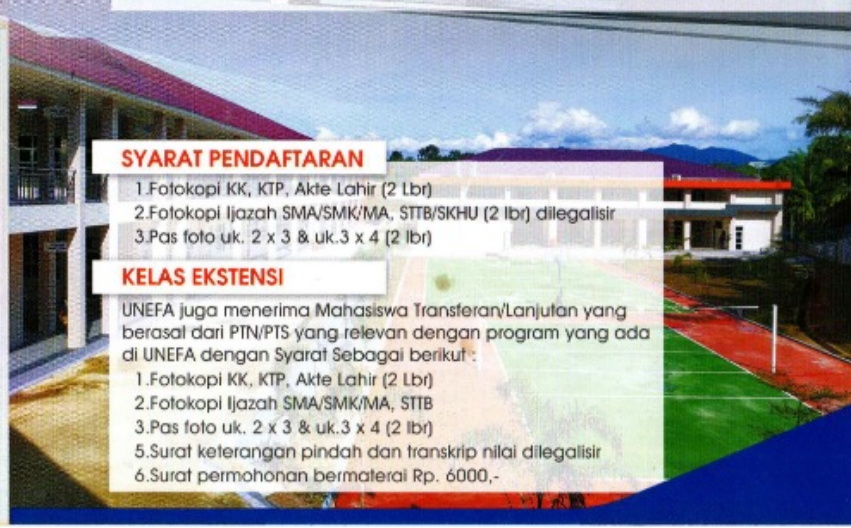 SYARAT PENDAFTARAN
1.Fotokopi KK, KTP, Akte Lahir (2 Lbr)
2.Fotokopi Ijazah SMA/SMK/MA, STTB/SKHU (2 lbr) dilegalisir
3.Pas foto uk. 2 x 3 & uk.3 x 4 (2 lbr)
KELAS EKSTENSI
UNEFA juga menerima Mahasiswa Transferan/Lanjutan yang
berasal dari PTN/PTS yang relevan dengan program yang ada
di UNEFA dengan Syarat Sebagai berikut :
1.Fotokopi KK, KTP, Akte Lahir (2 Lbr)
2.Fotokopi Ijazah SMA/SMK/MA, STTB
3.Pas foto uk. 2 x 3 & uk.3 x 4 (2 lbr)
5.Surat keterangan pindah dan transkrip nilai dilegalisir
6.Surat permohonan bermaterai Rp. 6000,-